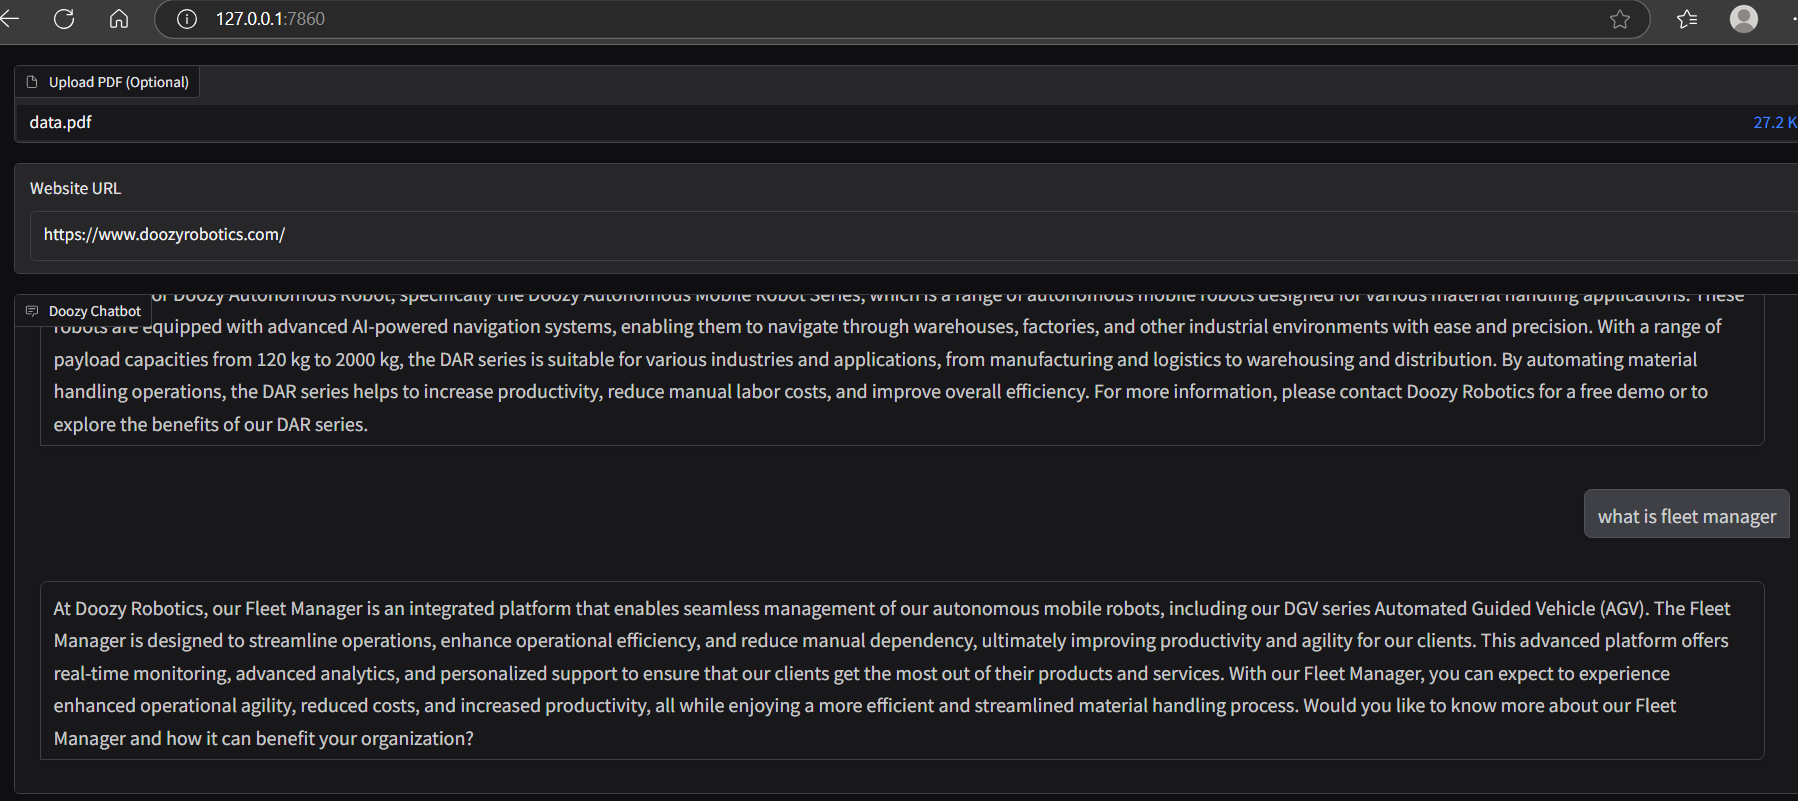 127.0.0.1:7860
Upload PDF (Optional)
data.pdf
27.2 K
Website URL
https://www.doozyrobotics.com/
Doozy Chatbot
or Doozy Autonomous Robot, specifically the Doozy Autonomous Mobile Robot Series, which is a range of autonomous mobile robots designed for various material handling applications. These
robots are equipped with advanced AI-powered navigation systems, enabling them to navigate through warehouses, factories, and other industrial environments with ease and precision. With a range of
payload capacities from 120 kg to 2000 kg, the DAR series is suitable for various industries and applications, from manufacturing and logistics to warehousing and distribution. By automating material
handling operations, the DAR series helps to increase productivity, reduce manual labor costs, and improve overall efficiency. For more information, please contact Doozy Robotics for a free demo or to
explore the benefits of our DAR series.
what is fleet manager
At Doozy Robotics, our Fleet Manager is an integrated platform that enables seamless management of our autonomous mobile robots, including our DGV series Automated Guided Vehicle (AGV). The Fleet
Manager is designed to streamline operations, enhance operational efficiency, and reduce manual dependency, ultimately improving productivity and agility for our clients. This advanced platform offers
real-time monitoring, advanced analytics, and personalized support to ensure that our clients get the most out of their products and services. With our Fleet Manager, you can expect to experience
enhanced operational agility, reduced costs, and increased productivity, all while enjoying a more efficient and streamlined material handling process. Would you like to know more about our Fleet
Manager and how it can benefit your organization?